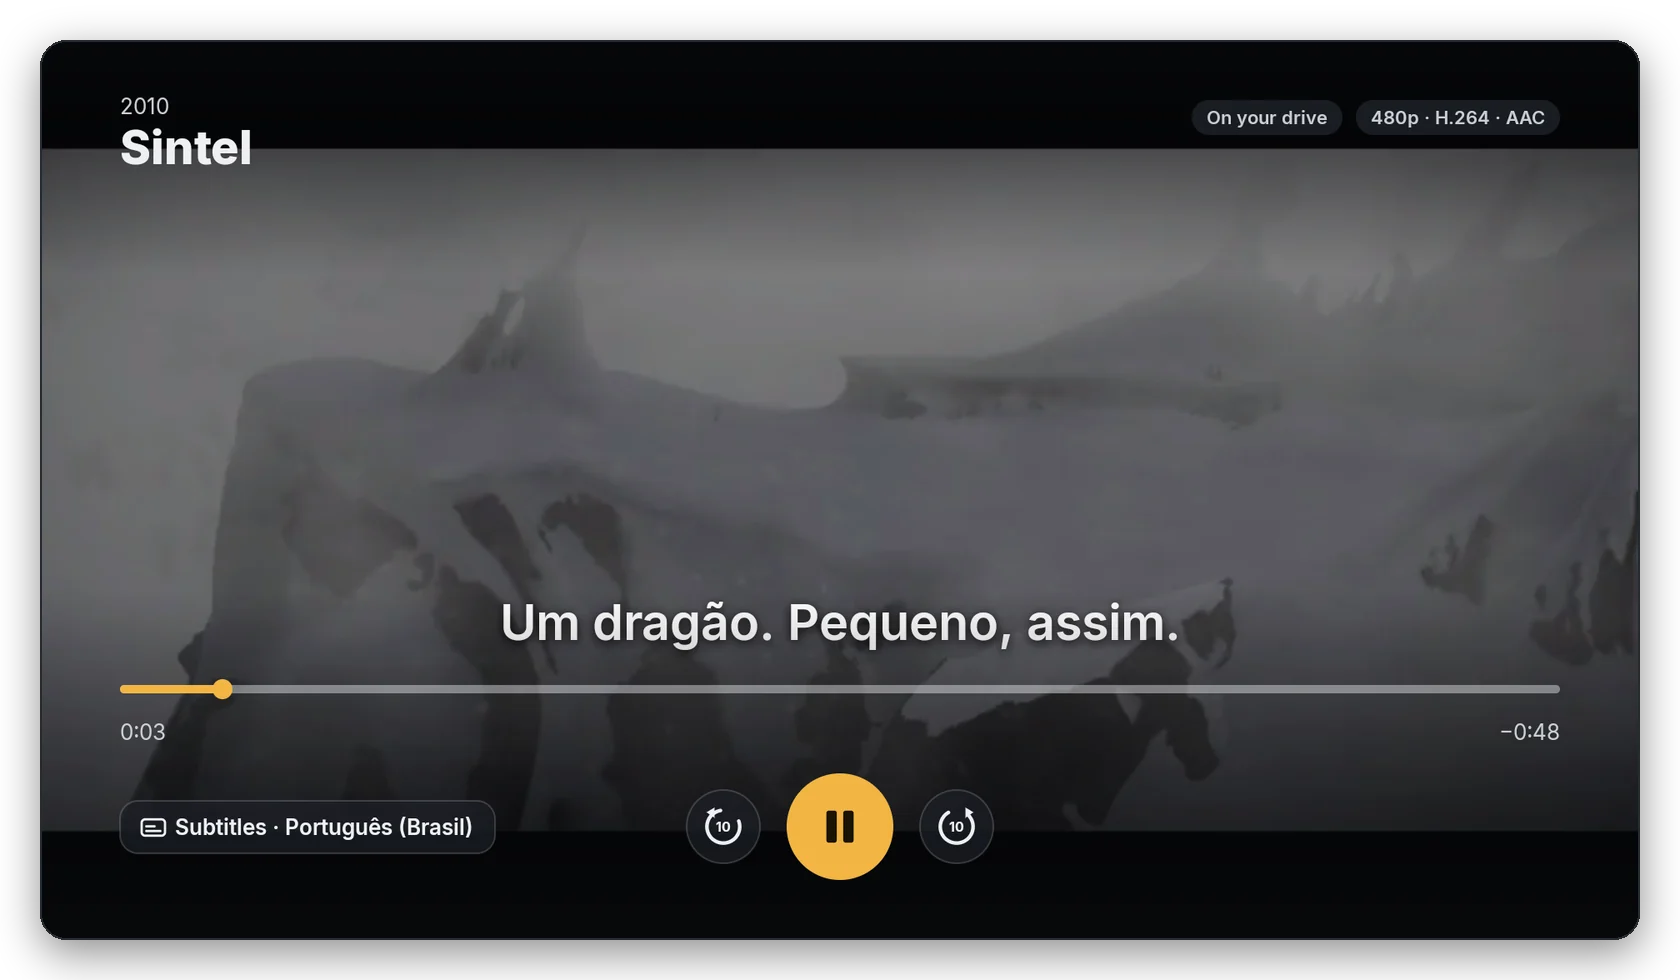 2010
Sintel
On your drive
480p · H.264 · AAC
Um dragão. Pequeno, assim.
0:03
−0:48
Subtitles · Português (Brasil)
10
10